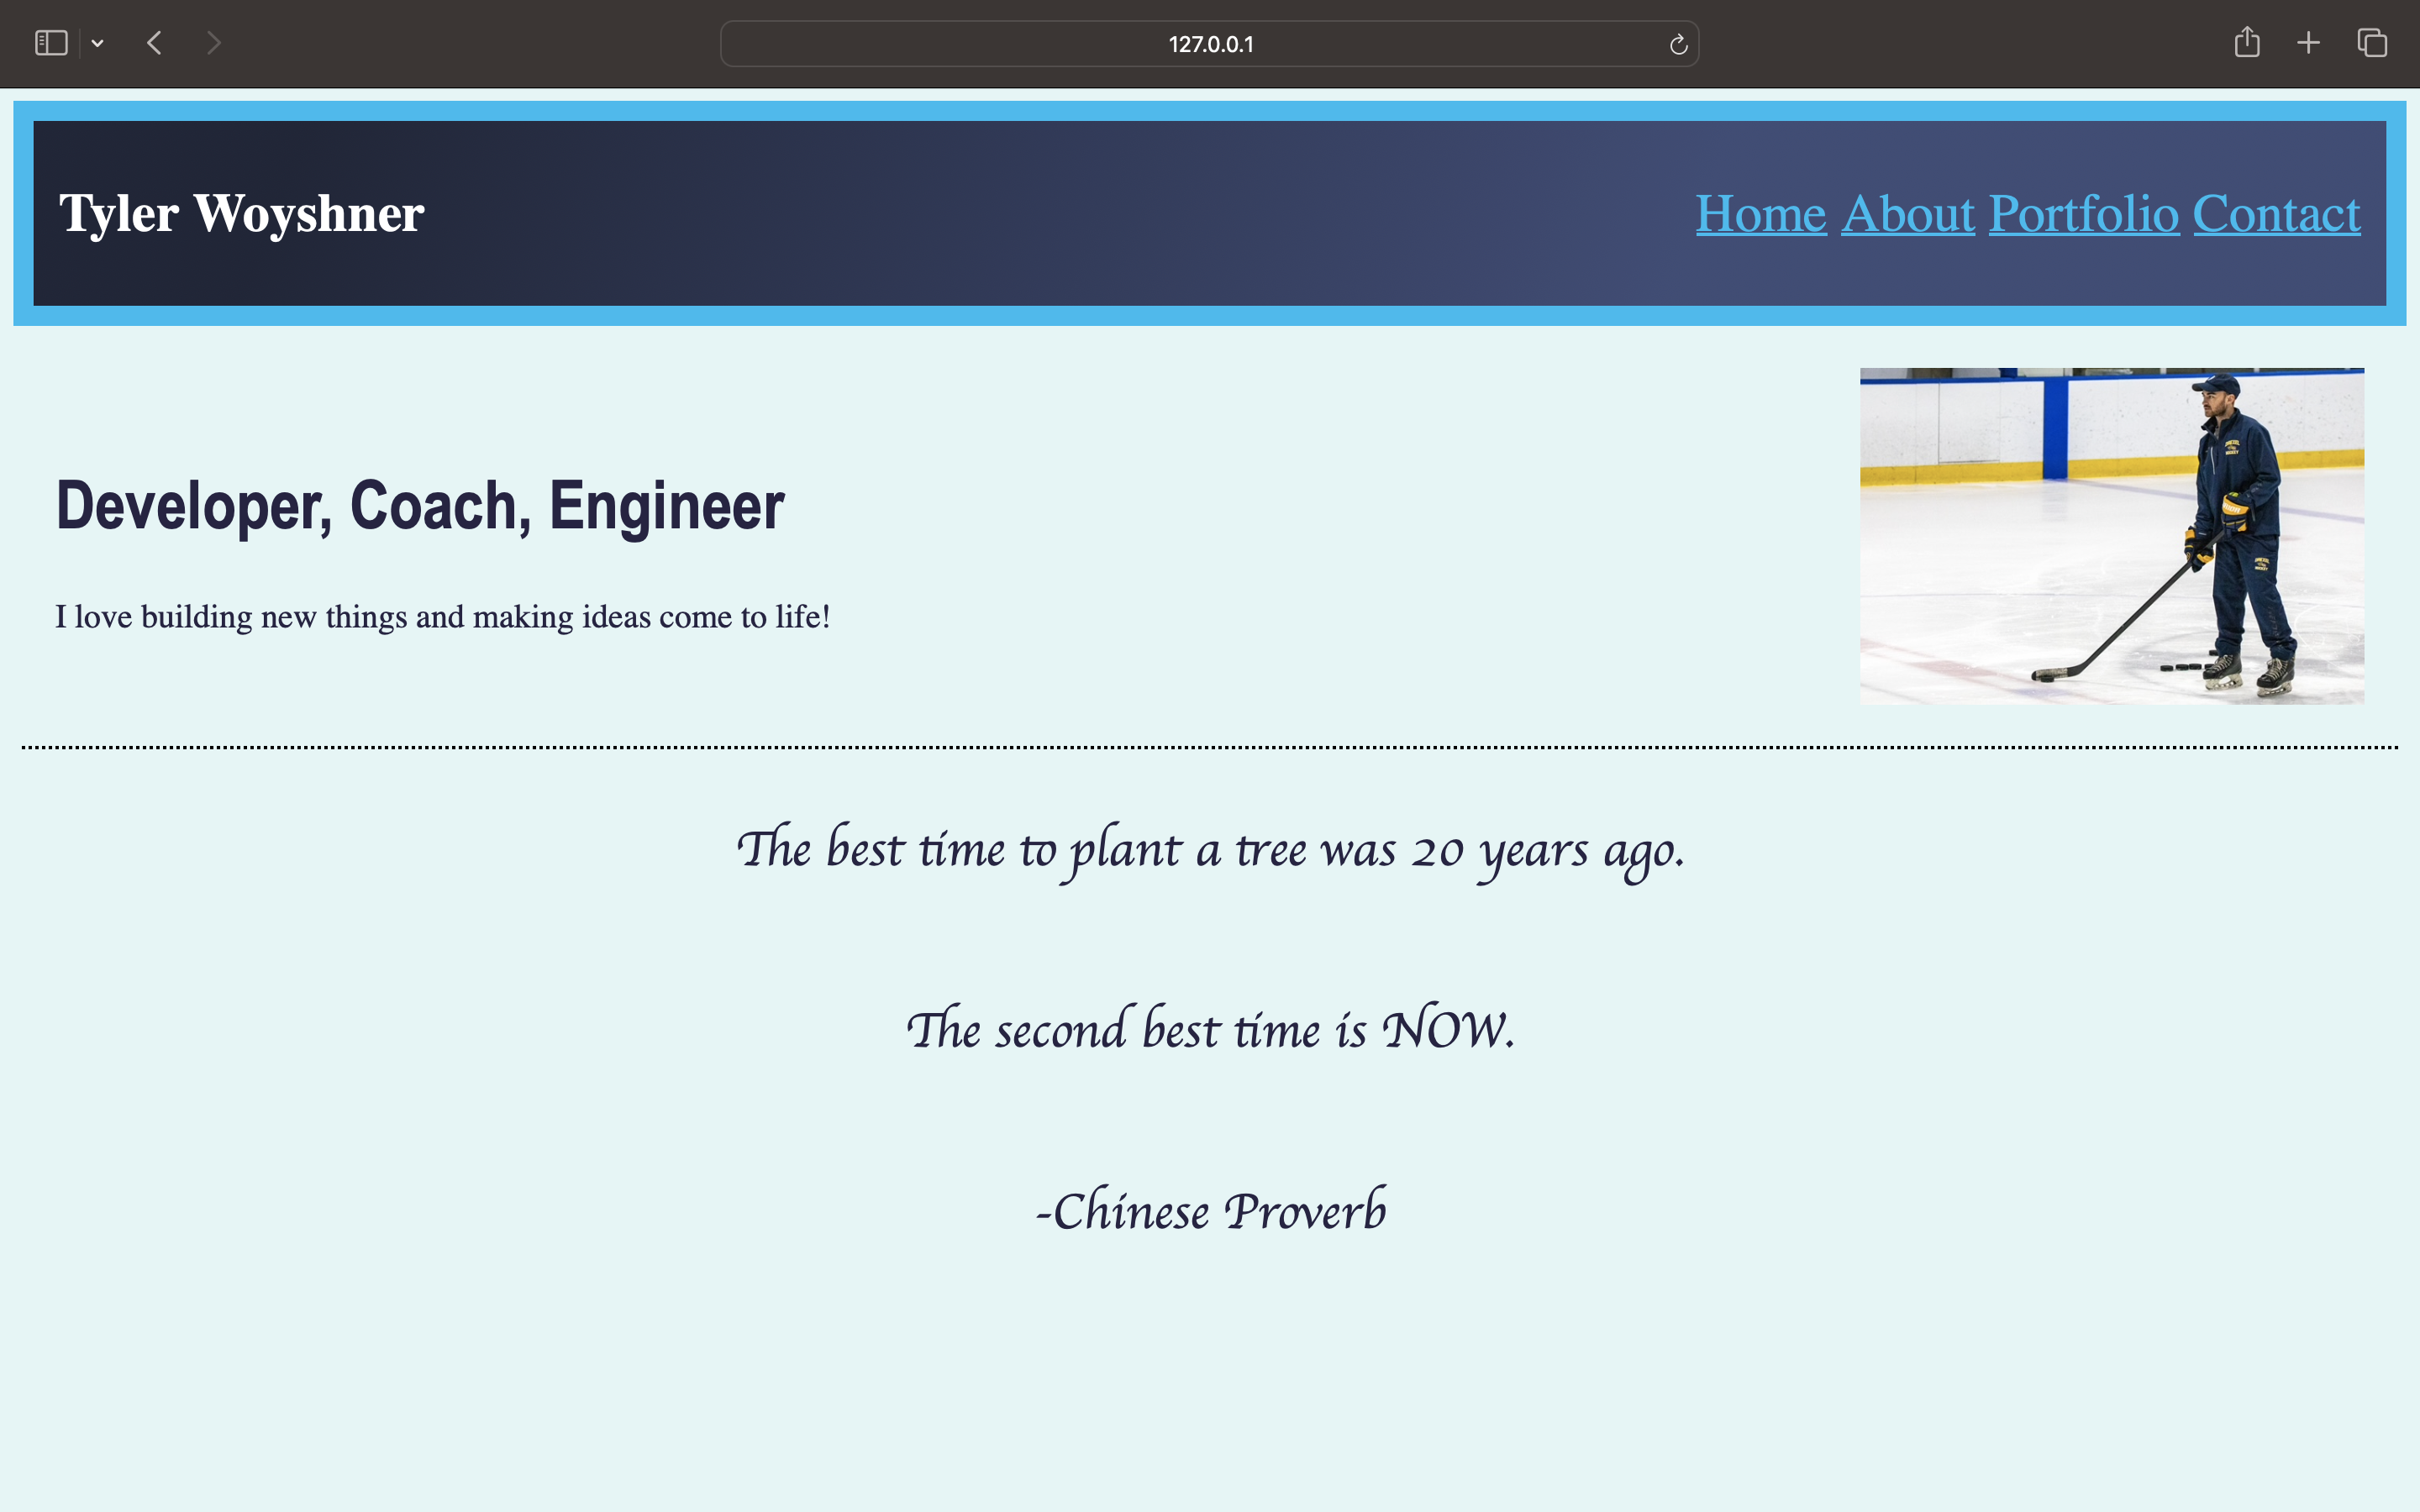 127.0.0.1
Tyler Woyshner
Home About Portfolio Contact
Developer, Coach, Engineer
I love building new things and making ideas come to life!
The best time to plant a tree was 20 years ago.
The second best time is NOW.
-Chinese Proverb